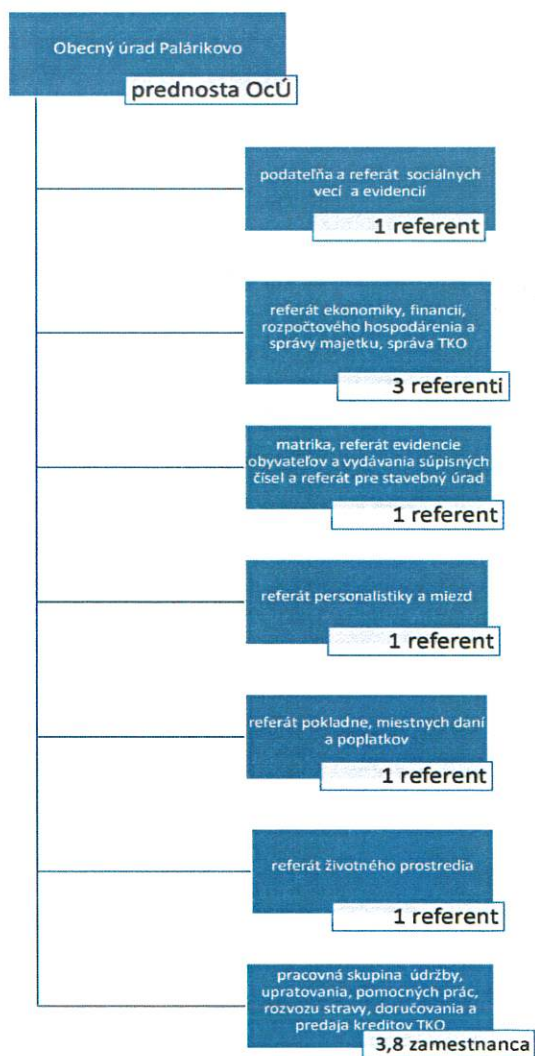 Obecný úrad Palárikovo
prednosta OcÚ
podateľňa a referát sociálnych
vecí a evidencií
1 referent
referát ekonomiky, financií,
rozpočtového hospodárenia a
správy majetku, správa TKO
3 referenti
matrika, referát evidencie
obyvateľov a vydávania súpisných
čísel a referát pre stavebný úrad
1 referent
referát personalistiky a miezd
1 referent
referát pokladne, miestnych daní
a poplatkov
1 referent
referát životného prostredia
1 referent
pracovná skupina údržby,
upratovania, pomocných prác,
rozvozu stravy, doručovania a
predaja kreditov TKO
3,8 zamestnanca